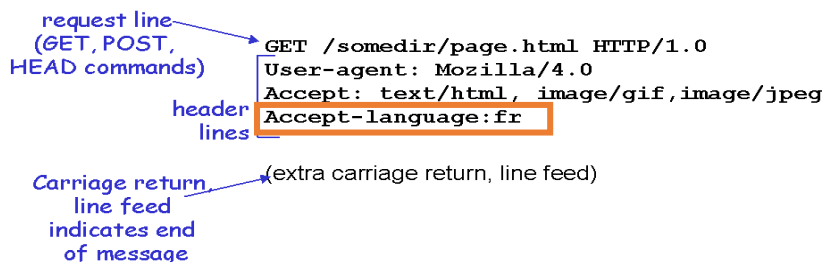 request line
(GET, POST,
HEAD commands)
GET /somedir/page.html HTTP/1.0
User-agent: Mozilla/4.0
Accept: text/html, image/gif,image/jpeg
Accept-language:fr
header
lines
(extra carriage return, line feed)
Carriage return,
line feed
indicates end
of message